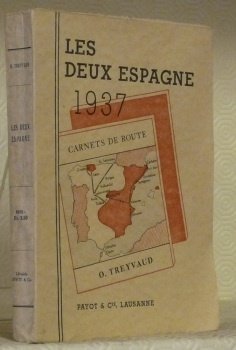 O. TREYVAUD
LES DEUX
ESPAGNE
LES
DEUX ESPAGNE
1937
CARNETS DE ROUTE
O. TREYVAUD
PAYOT & Cie, LAUSANNE